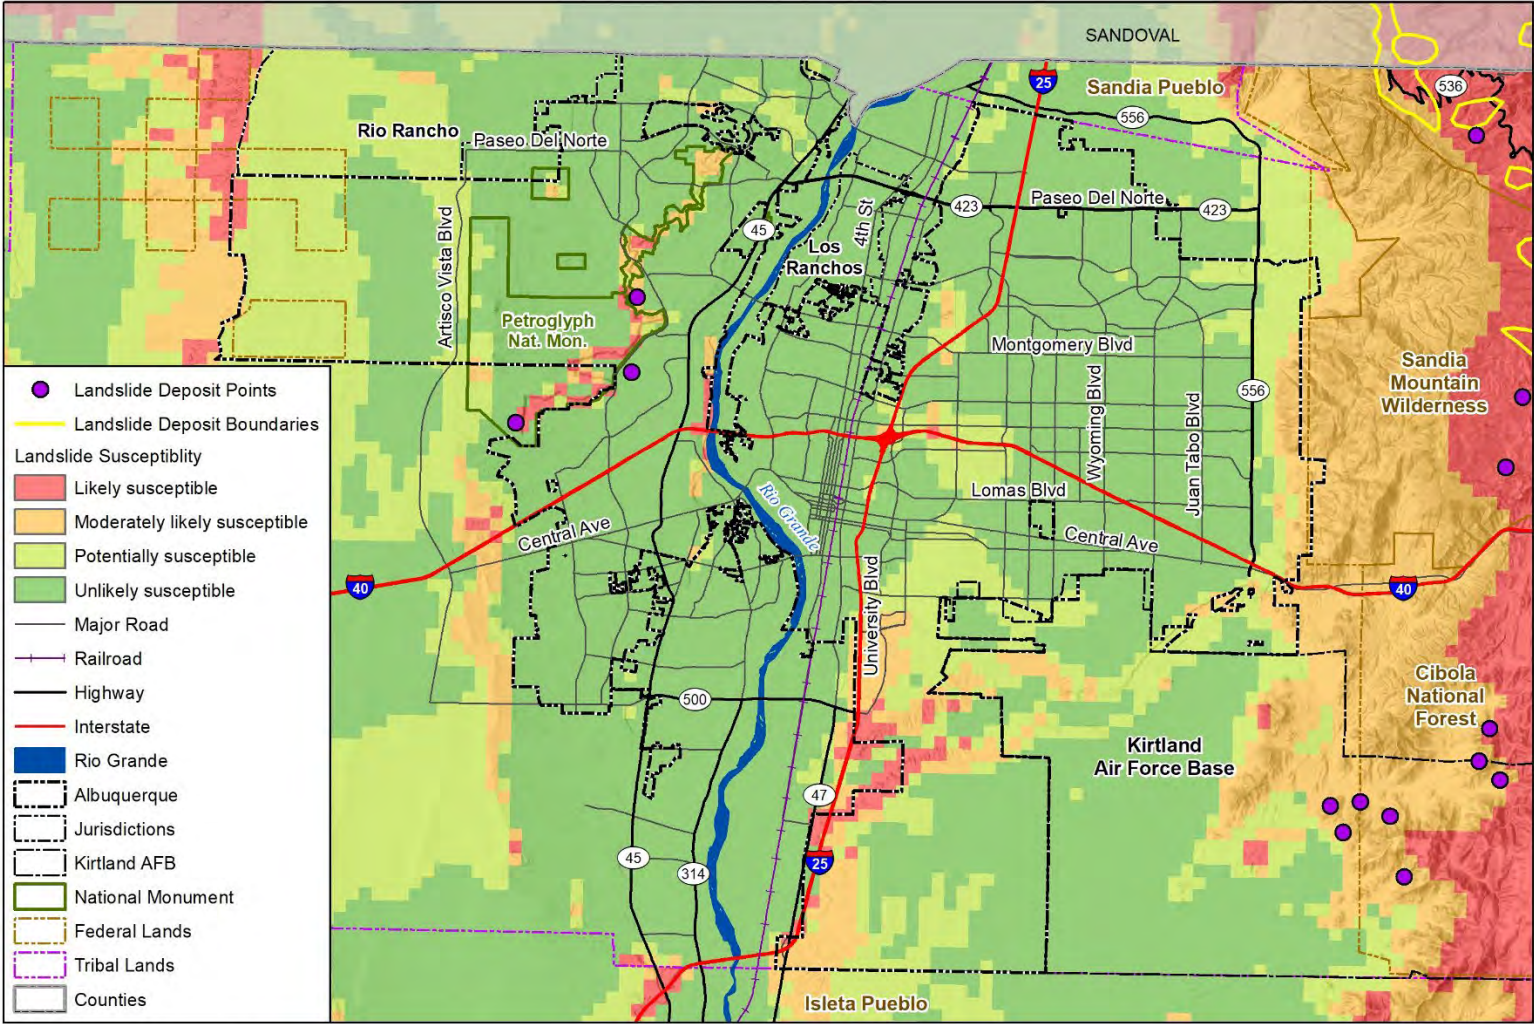 SANDOVAL
25
Sandia Pueblo
536
556
Rio Rancho
Paseo Del Norte
Paseo Del Norte
423
423
45
4th St
Los
Ranchos
Artisco Vista Blvd
Petroglyph
Nat. Mon.
Montgomery Blvd
Sandia
Mountain
Wilderness
556
Wyoming Blvd
Juan Tabo Blvd
Lomas Blvd
Rio Grande
Central Ave
Central Ave
40
40
University Blvd
500
Cibola
National
Forest
Kirtland
Air Force Base
47
45
314
25
Isleta Pueblo
Landslide Deposit Points
Landslide Deposit Boundaries
Landslide Susceptiblity
Likely susceptible
Moderately likely susceptible
Potentially susceptible
Unlikely susceptible
Major Road
Railroad
Highway
Interstate
Rio Grande
Albuquerque
Jurisdictions
Kirtland AFB
National Monument
Federal Lands
Tribal Lands
Counties